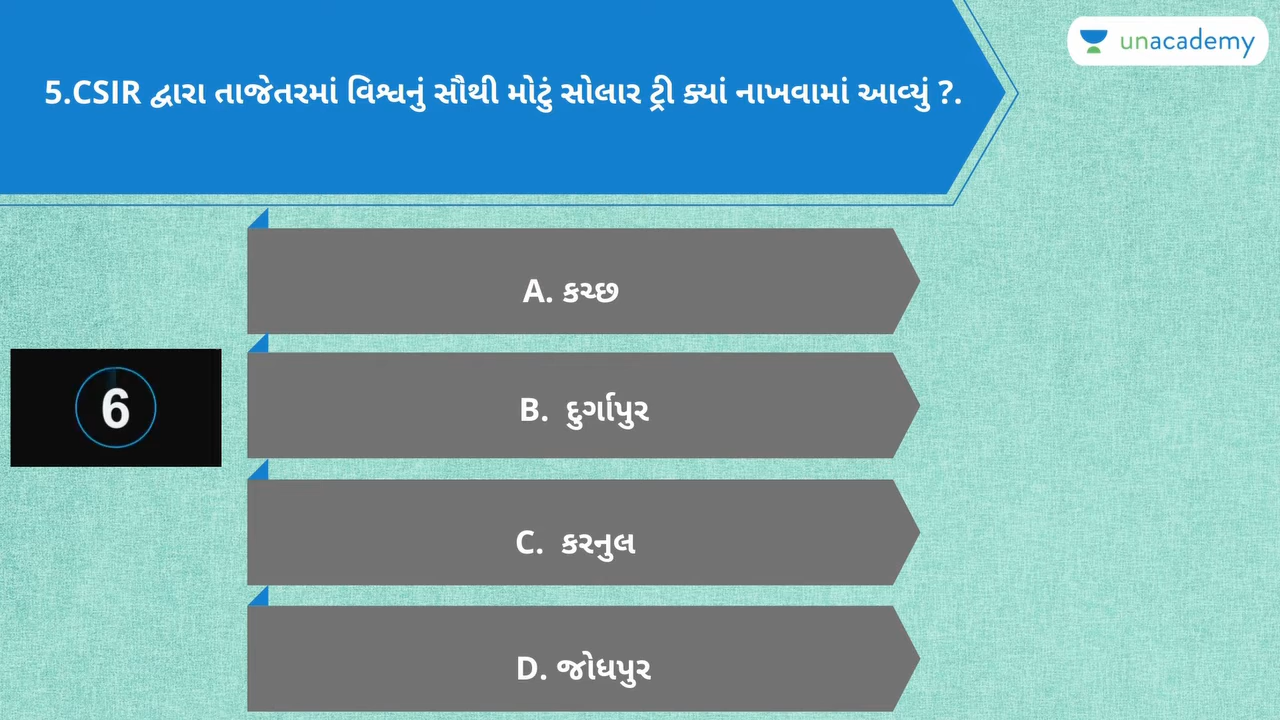 unacademy
5.CSIR દ્વારા તાજેતરમાં વિશ્વનું સૌથી મોટું સોલાર ટ્રી ક્યાં નાખવામાં આવ્યું ?.
A. કચ્છ
B. દુર્ગાપુર
6
C. કરનુલ
D. જોધપુર